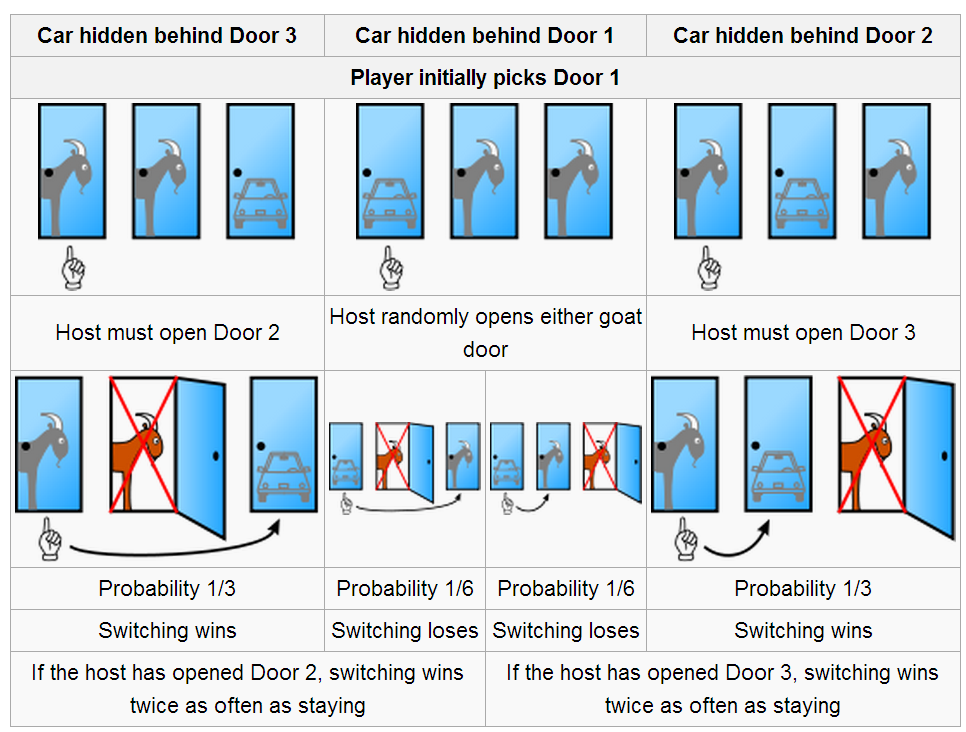 Car hidden behind Door 3
Car hidden behind Door 1
Car hidden behind Door 2
Player initially picks Door 1
Host must open Door 2
Host randomly opens either goat
door
Host must open Door 3
Probability 1/3
Probability 1/6
Probability 1/6
Probability 1/3
Switching wins
Switching loses
Switching loses
Switching wins
If the host has opened Door 2, switching wins
twice as often as staying
If the host has opened Door 3, switching wins
twice as often as staying